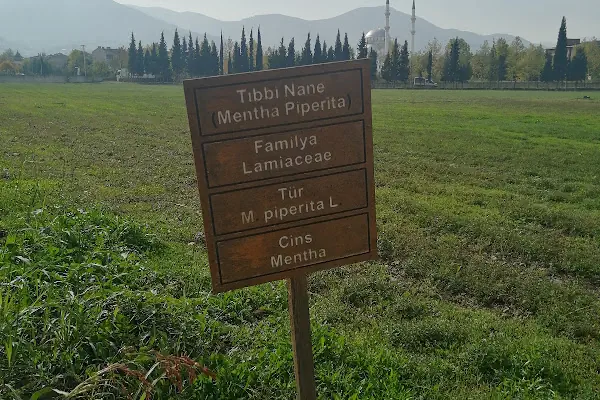 Tıbbi Nane
(Mentha Piperita)
Familya
Lamiaceae
Tür
M. piperita L
Cins
Mentha